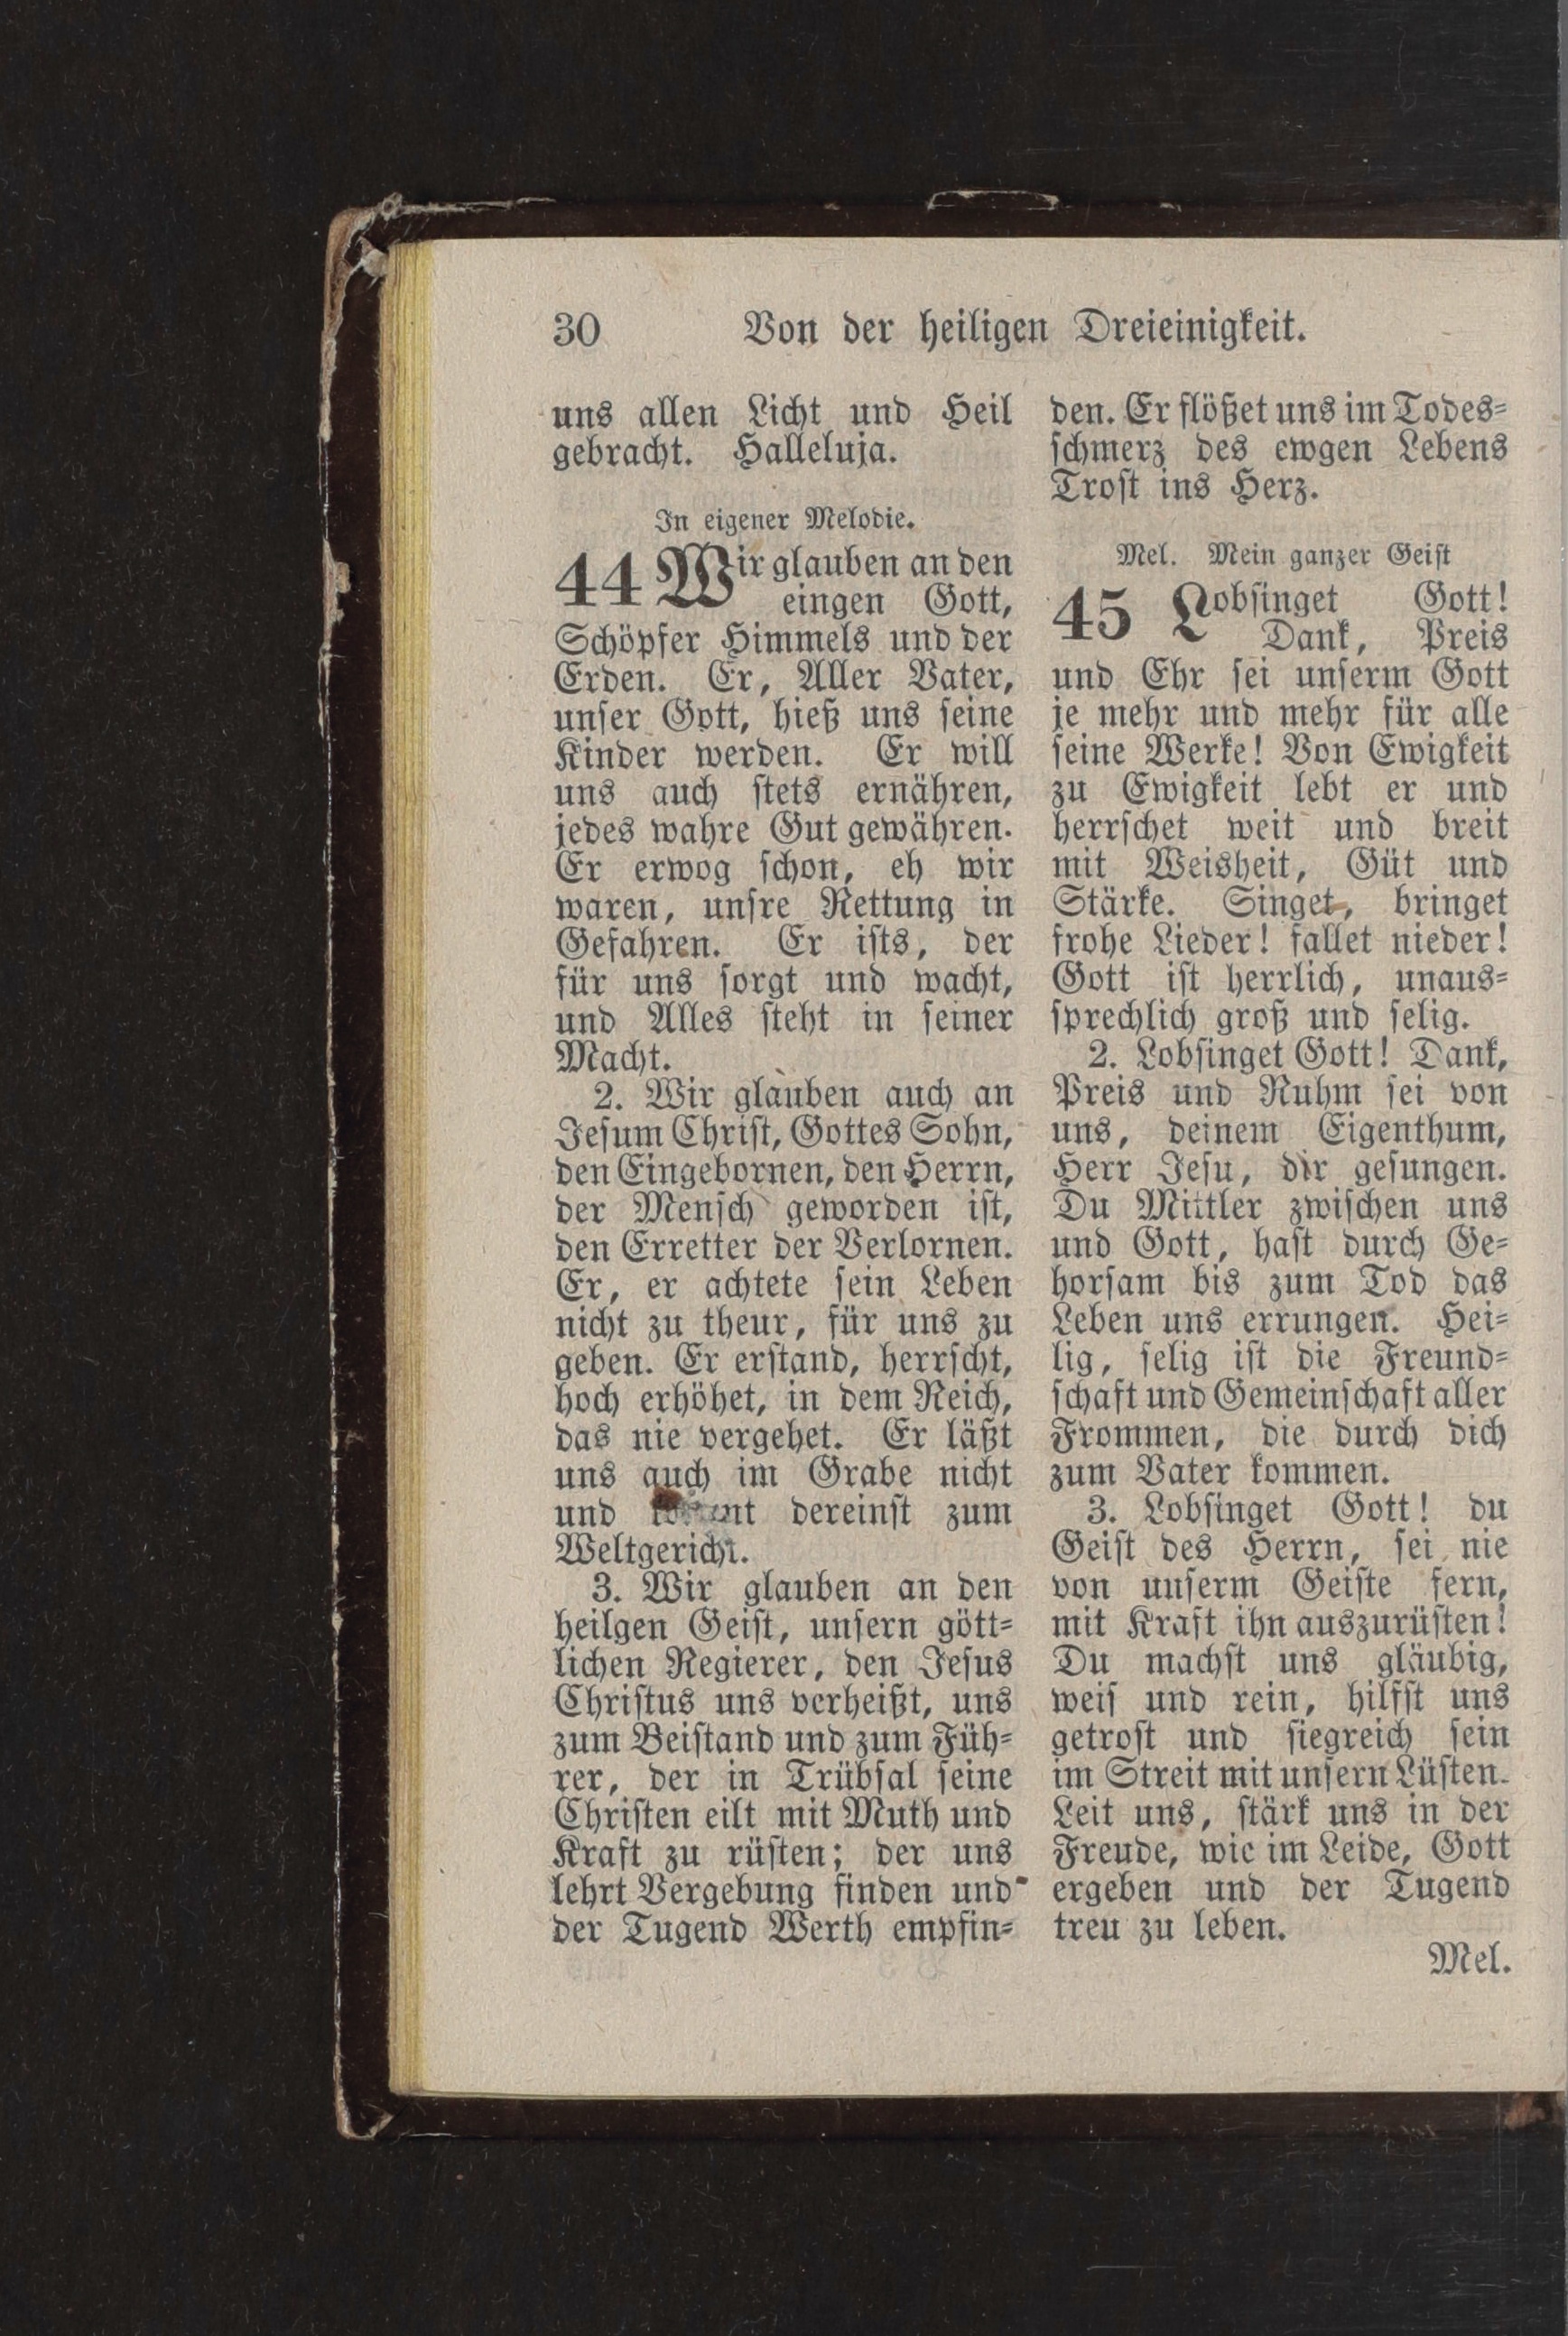 30 Von der heiligen Dreieinigkeit.
uns allen Licht und Heil
gebracht. Halleluja.
In eigener Melodie.
44 Wir glauben an den
eingen Gott,
Schöpfer Himmels und der
Erden. Er, Aller Vater,
unser Gott, hieß uns seine
Kinder werden. Er will
uns auch stets ernähren,
jedes wahre Gut gewähren.
Er erwog schon, eh wir
waren, unsre Rettung in
Gefahren. Er ists, der
für uns sorgt und wacht,
und Alles steht in seiner
Macht.
2. Wir glauben auch an
Jesum Christ, Gottes Sohn,
den Eingebornen, den Herrn,
der Mensch geworden ist,
den Erretter der Verlornen.
Er, er achtete sein Leben
nicht zu theur, für uns zu
geben. Er erstand, herrscht,
hoch erhöhet, in dem Reich,
das nie vergehet. Er läßt
uns auch im Grabe nicht
und kommt dereinst zum
Weltgericht.
3. Wir glauben an den
heilgen Geist, unsern gött-
lichen Regierer, den Jesus
Christus uns verheißt, uns
zum Beistand und zum Füh-
rer, der in Trübsal seine
Christen eilt mit Muth und
Kraft zu rüsten; der uns
lehrt Vergebung finden und
der Tugend Werth empfin-
den. Er flößet uns im Todes-
schmerz des ewgen Lebens
Trost ins Herz.
Mel. Mein ganzer Geist
45 Lobsinget Gott!
Dank, Preis
und Ehr sei unserm Gott
je mehr und mehr für alle
seine Werke! Von Ewigkeit
zu Ewigkeit lebt er und
herrschet weit und breit
mit Weisheit, Güt und
Stärke. Singet, bringet
frohe Lieder! fallet nieder!
Gott ist herrlich, unaus-
sprechlich groß und selig.
2. Lobsinget Gott! Dank,
Preis und Ruhm sei von
uns, deinem Eigenthum,
Herr Jesu, dir gesungen.
Du Mittler zwischen uns
und Gott, hast durch Ge-
horsam bis zum Tod das
Leben uns errungen. Hei-
lig, selig ist die Freund-
schaft und Gemeinschaft aller
Frommen, die durch dich
zum Vater kommen.
3. Lobsinget Gott! du
Geist des Herrn, sei nie
von unserm Geiste fern,
mit Kraft ihn auszurüsten!
Du machst uns gläubig,
weis und rein, hilfst uns
getrost und siegreich sein
im Streit mit unsern Lüsten.
Leit uns, stärk uns in der
Freude, wie im Leide, Gott
ergeben und der Tugend
treu zu leben.
Mel.